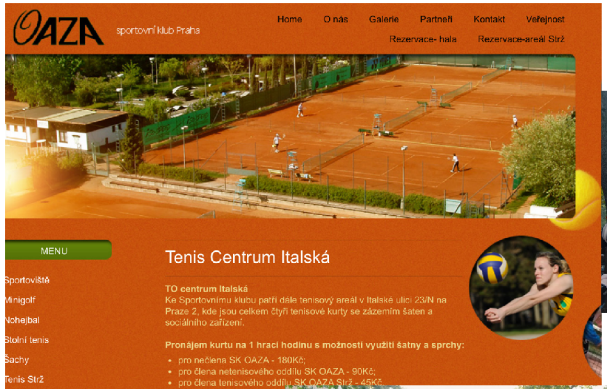 OAZA sportovní klub Praha
Home O nás Galerie Partneři Kontakt Veřejnost
Rezervace- hala Rezervace-areál Strž
MENU
Sportoviště
Minigolf
Nohejbal
Stolní tenis
Šachy
Tenis Strž
Tenis Centrum Italská
TO centrum Italská
Ke Sportovnímu klubu patří déle tenisový areál v Italské ulici 23/N na
Praze 2, kde jsou celkem čtyři tenisové kurty se zázemím šaten a
sociálního zařízení.
Pronájem kurtu na 1 hrací hodinu s možností využití šatny a sprchy:
• pro nečlena SK OAZA - 180Kč;
• pro člena netenisového oddílu SK OAZA - 90Kč;
• pro člena tenisového oddílu SK OAZA Strž - 45Kč.